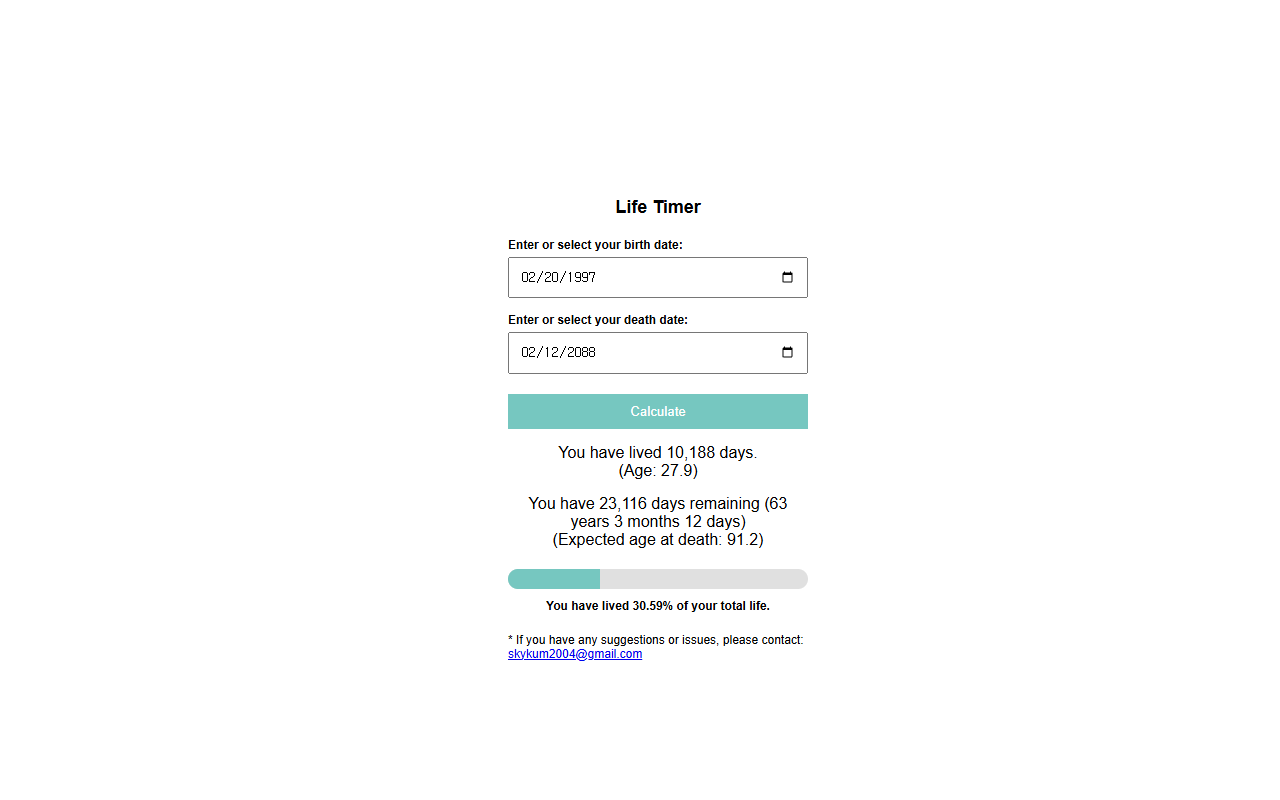 Life Timer
Enter or select your birth date:
02/20/1997
Enter or select your death date:
02/12/2088
Calculate
You have lived 10,188 days.
(Age: 27.9)
You have 23,116 days remaining (63
years 3 months 12 days)
(Expected age at death: 91.2)
You have lived 30.59% of your total life.
* If you have any suggestions or issues, please contact:
skykum2004@gmail.com